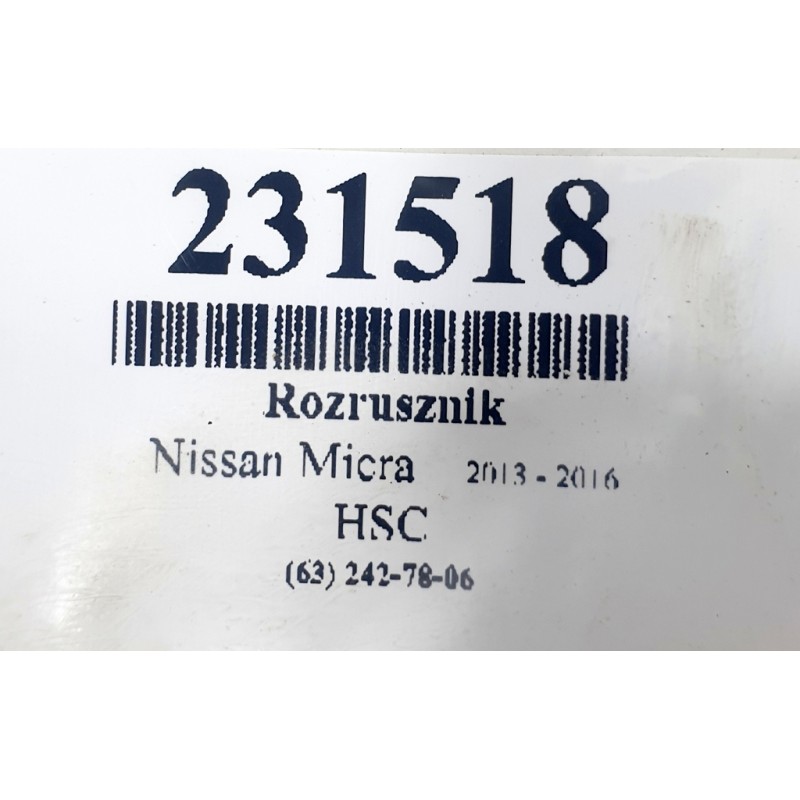 231518
Rozrusznik
Nissan Micra 2013 - 2016
HSC
(63) 242-78-06